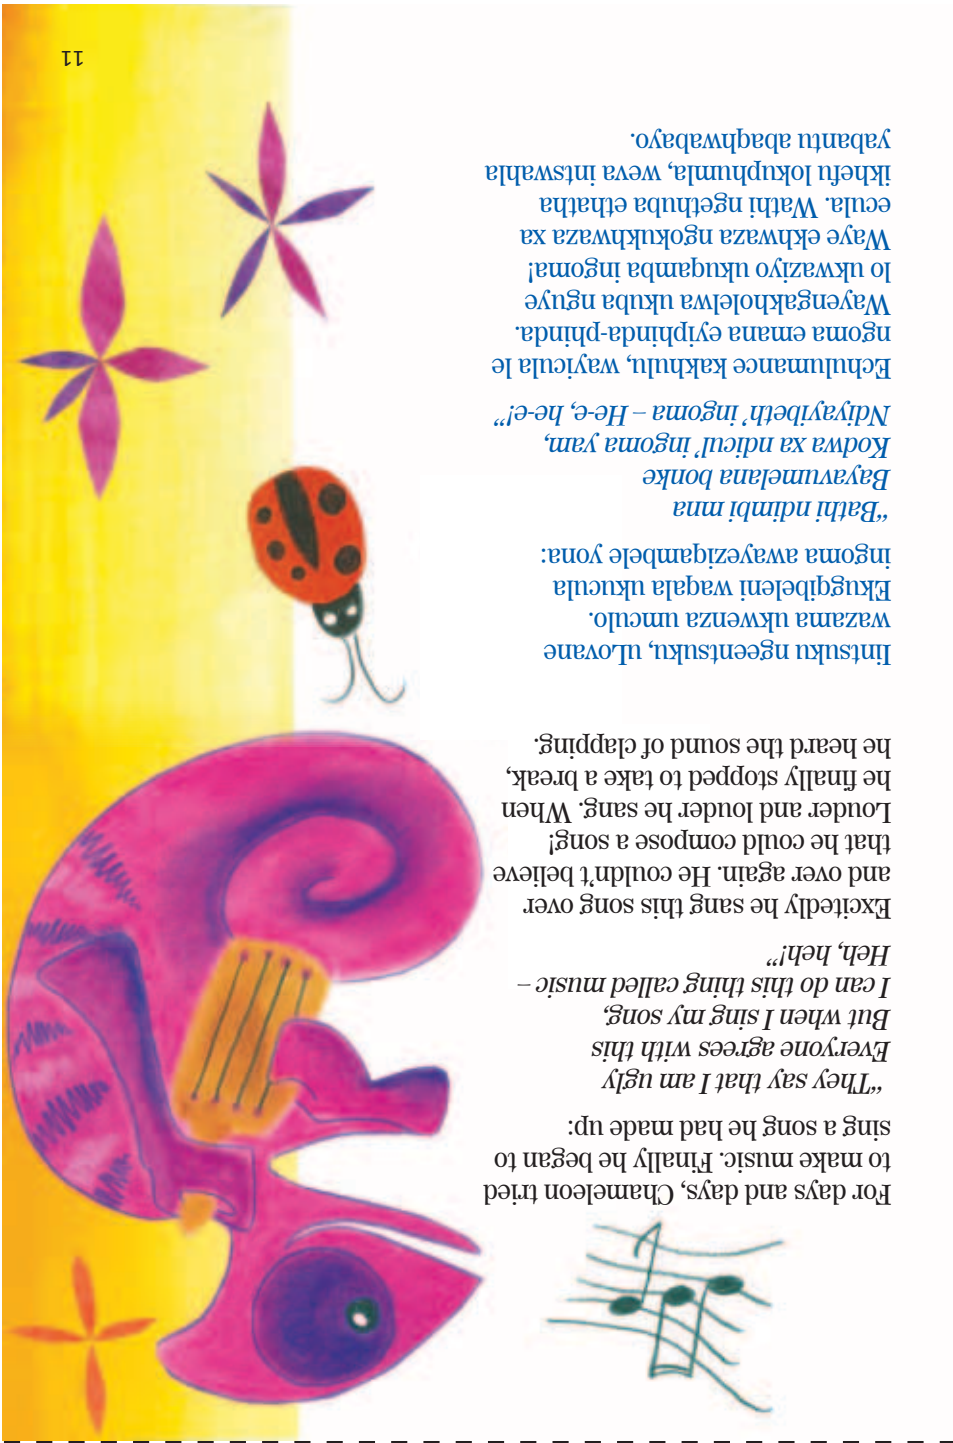 For days and days, Chameleon tried
to make music. Finally he began to
sing a song he had made up:
“They say that I am ugly
Everyone agrees with this
But when I sing my song,
I can do this thing called music –
Heh, heh!”
Excitedly he sang this song over
and over again. He couldn’t believe
that he could compose a song!
Louder and louder he sang. When
he finally stopped to take a break,
he heard the sound of clapping.
Iintsuku ngeentsuku, uLovane
wazama ukwenza umculo.
Ekugqibeleni waqala ukucula
ingoma awayeziqambele yona:
“Bathi ndimbi mna
Bayavumelana bonke
Kodwa xa ndicul’ ingoma yam,
Ndiyayibeth’ ingoma – He-e, he-e!”
Echulumance kakhulu, wayicula le
ngoma emana eyiphinda-phinda.
Wayengakholelwa ukuba nguye
lo ukwaziyo ukuqamba ingoma!
Waye ekhwaza ngokukhwaza xa
ecula. Wathi ngethuba ethatha
ikhefu lokuphumla, weva intswahla
yabantu abaqhwabayo.
11